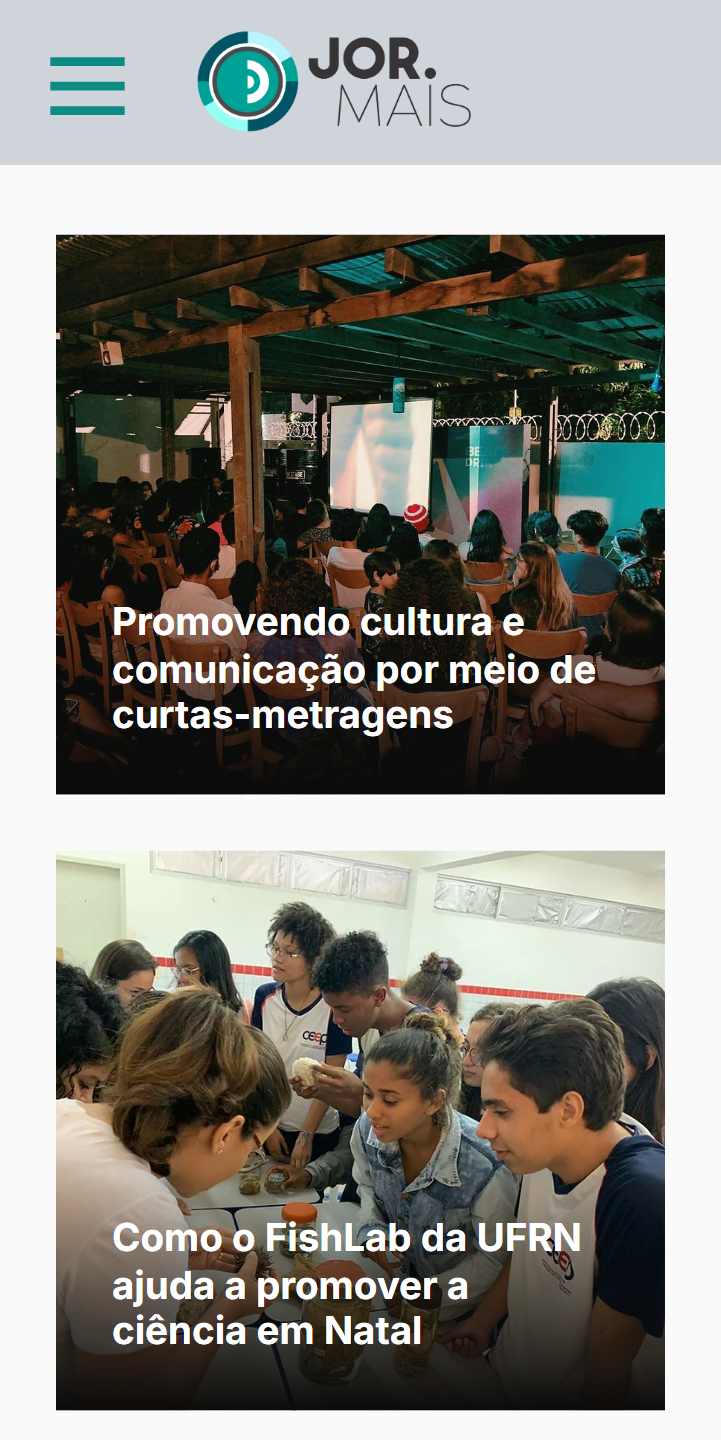 JOR.
MAIS
Promovendo cultura e
comunicação por meio de
curtas-metragens
Como o FishLab da UFRN
ajuda a promover a
ciência em Natal